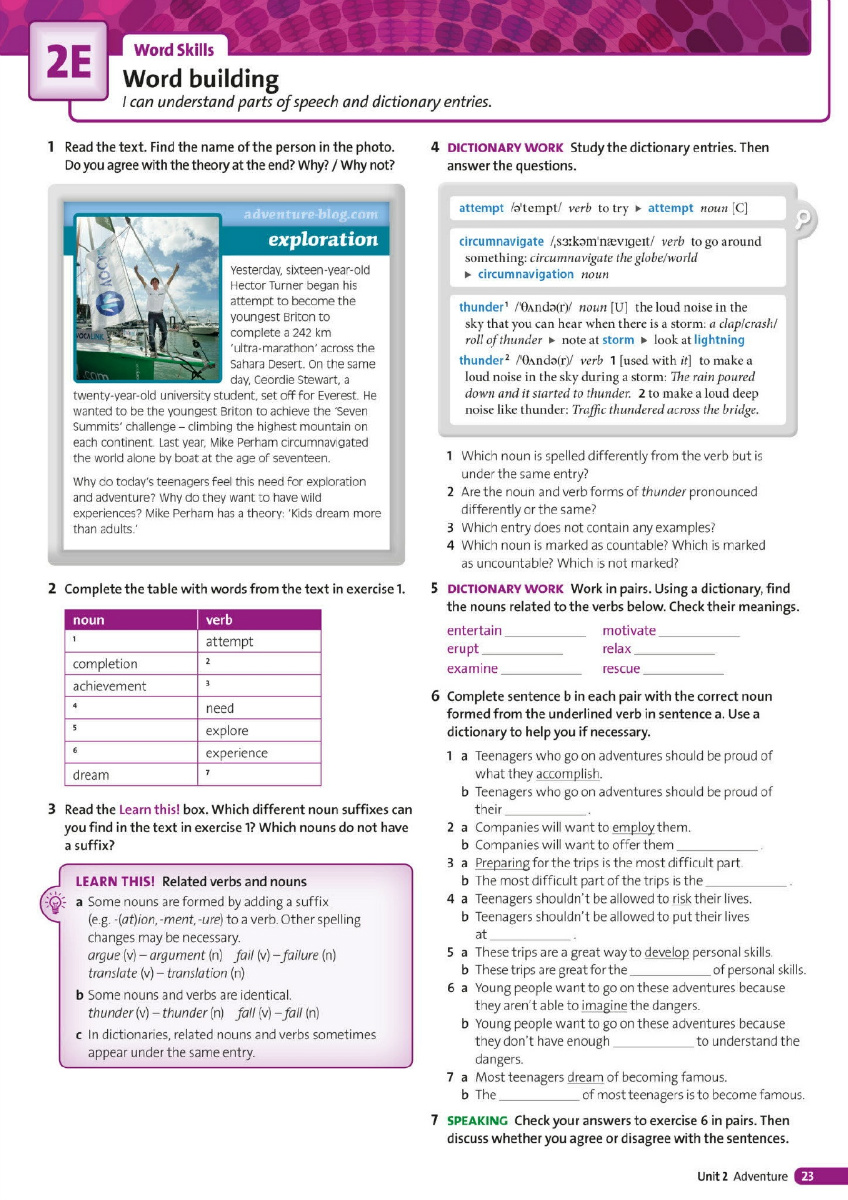 2E
Word Skills
Word building
I can understand parts of speech and dictionary entries.
1 Read the text. Find the name of the person in the photo.
Do you agree with the theory at the end? Why? / Why not?
adventure-blog.com
exploration
VOCALINK
.com
Yesterday, sixteen-year-old
Hector Turner began his
attempt to become the
youngest Briton to
complete a 242 km
'ultra-marathon' across the
Sahara Desert. On the same
day, Geordie Stewart, a
twenty-year-old university student, set off for Everest. He
wanted to be the youngest Briton to achieve the 'Seven
Summits' challenge – climbing the highest mountain on
each continent. Last year, Mike Perham circumnavigated
the world alone by boat at the age of seventeen.
Why do today's teenagers feel this need for exploration
and adventure? Why do they want to have wild
experiences? Mike Perham has a theory: 'Kids dream more
than adults.'
2 Complete the table with words from the text in exercise 1.
noun verb
1 attempt
completion 2
achievement 3
4 need
5 explore
6 experience
dream 7
3 Read the Learn this! box. Which different noun suffixes can
you find in the text in exercise 1? Which nouns do not have
a suffix?
LEARN THIS! Related verbs and nouns
a Some nouns are formed by adding a suffix
(e.g. -(at)ion, -ment, -ure) to a verb. Other spelling
changes may be necessary.
argue (v) – argument (n) fail (v) – failure (n)
translate (v) – translation (n)
b Some nouns and verbs are identical.
thunder (v) – thunder (n) fall (v) – fall (n)
c In dictionaries, related nouns and verbs sometimes
appear under the same entry.
4 DICTIONARY WORK Study the dictionary entries. Then
answer the questions.
attempt /əˈtempt/ verb to try ▶ attempt noun [C]
circumnavigate /ˌsɜːkəmˈnævɪɡeɪt/ verb to go around
something: circumnavigate the globe/world
▶ circumnavigation noun
thunder¹ /ˈθʌndə(r)/ noun [U] the loud noise in the
sky that you can hear when there is a storm: a clap/crash/
roll of thunder ▶ note at storm ▶ look at lightning
thunder² /ˈθʌndə(r)/ verb 1 [used with it] to make a
loud noise in the sky during a storm: The rain poured
down and it started to thunder. 2 to make a loud deep
noise like thunder: Traffic thundered across the bridge.
1 Which noun is spelled differently from the verb but is
under the same entry?
2 Are the noun and verb forms of thunder pronounced
differently or the same?
3 Which entry does not contain any examples?
4 Which noun is marked as countable? Which is marked
as uncountable? Which is not marked?
5 DICTIONARY WORK Work in pairs. Using a dictionary, find
the nouns related to the verbs below. Check their meanings.
entertain ____________ motivate ____________
erupt ____________ relax ____________
examine ____________ rescue ____________
6 Complete sentence b in each pair with the correct noun
formed from the underlined verb in sentence a. Use a
dictionary to help you if necessary.
1 a Teenagers who go on adventures should be proud of
what they accomplish.
b Teenagers who go on adventures should be proud of
their ____________ .
2 a Companies will want to employ them.
b Companies will want to offer them ____________ .
3 a Preparing for the trips is the most difficult part.
b The most difficult part of the trips is the ____________ .
4 a Teenagers shouldn't be allowed to risk their lives.
b Teenagers shouldn't be allowed to put their lives
at ____________ .
5 a These trips are a great way to develop personal skills.
b These trips are great for the ____________ of personal skills.
6 a Young people want to go on these adventures because
they aren't able to imagine the dangers.
b Young people want to go on these adventures because
they don't have enough ____________ to understand the
dangers.
7 a Most teenagers dream of becoming famous.
b The ____________ of most teenagers is to become famous.
7 SPEAKING Check your answers to exercise 6 in pairs. Then
discuss whether you agree or disagree with the sentences.
Unit 2 Adventure 23